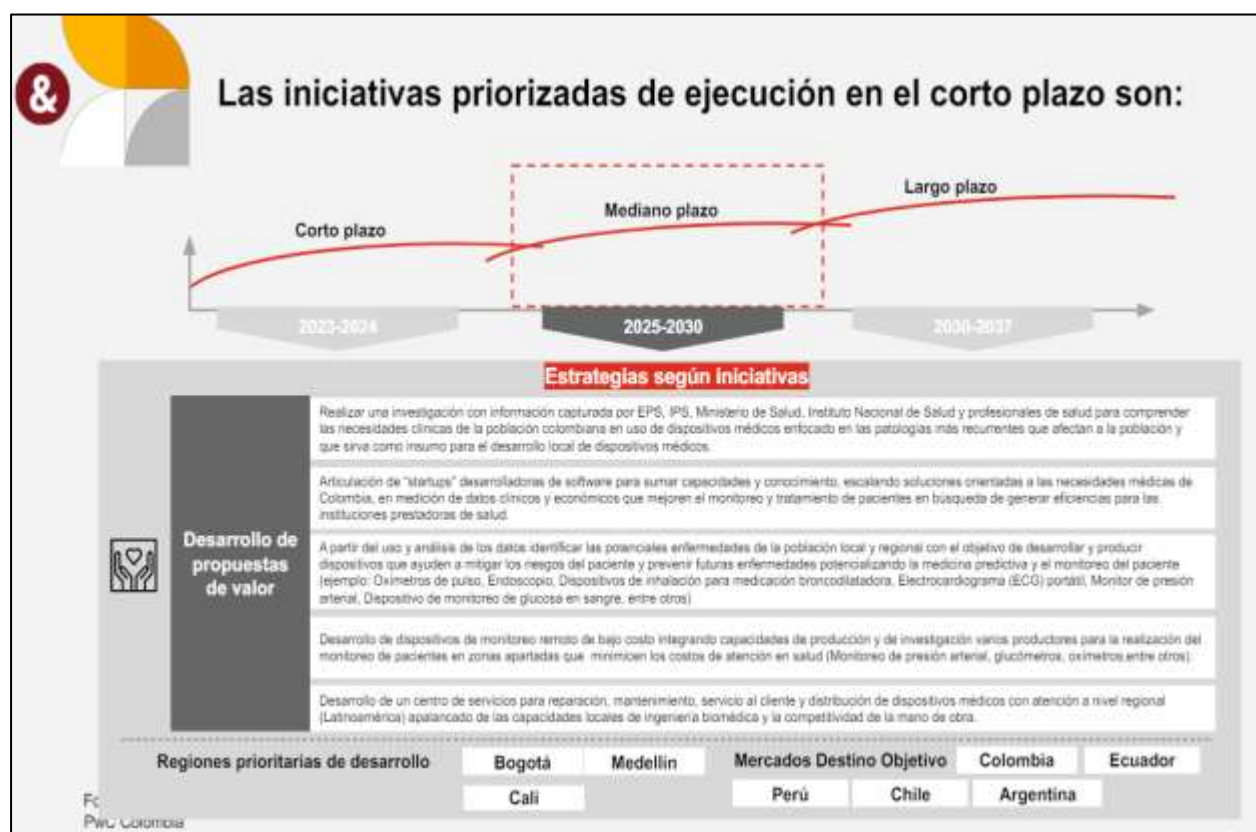 &
Las iniciativas priorizadas de ejecución en el corto plazo son:
Largo plazo
Mediano plazo
Corto plazo
2023-2024
2025-2030
2030-2037
Estrategias según iniciativas
Desarrollo de
propuestas
de valor
Realizar una investigación con información capturada por EPS, IPS, Ministerio de Salud, Instituto Nacional de Salud y profesionales de salud para comprender
las necesidades clínicas de la población colombiana en uso de dispositivos médicos enfocado en las patologías más recurrentes que afectan a la población y
que sirva como insumo para el desarrollo local de dispositivos médicos.
Articulación de "startups" desarrolladoras de software para sumar capacidades y conocimiento, escalando soluciones orientadas a las necesidades médicas de
Colombia, en medición de datos clínicos y económicos que mejoren el monitoreo y tratamiento de pacientes en búsqueda de generar eficiencias para las
instituciones prestadoras de salud.
A partir del uso y análisis de los datos identificar las potenciales enfermedades de la población local y regional con el objetivo de desarrollar y producir
dispositivos que ayuden a mitigar los riesgos del paciente y prevenir futuras enfermedades potencializando la medicina predictiva y el monitoreo del paciente
(ejemplo: Oxímetros de pulso, Endoscopio, Dispositivos de inhalación para medicación broncodilatadora, Electrocardiograma (ECG) portátil, Monitor de presión
arterial, Dispositivo de monitoreo de glucosa en sangre, entre otros)
Desarrollo de dispositivos de monitoreo remoto de bajo costo integrando capacidades de producción y de investigación varios productores para la realización del
monitoreo de pacientes en zonas apartadas que minimicen los costos de atención en salud (Monitoreo de presión arterial, glucómetros, oxímetros,entre otros).
Desarrollo de un centro de servicios para reparación, mantenimiento, servicio al cliente y distribución de dispositivos médicos con atención a nivel regional
(Latinoamérica) apalancado de las capacidades locales de ingeniería biomédica y la competitividad de la mano de obra.
Regiones prioritarias de desarrollo
Bogotá
Medellín
Cali
Mercados Destino Objetivo
Colombia
Ecuador
Perú
Chile
Argentina
PwC Colombia